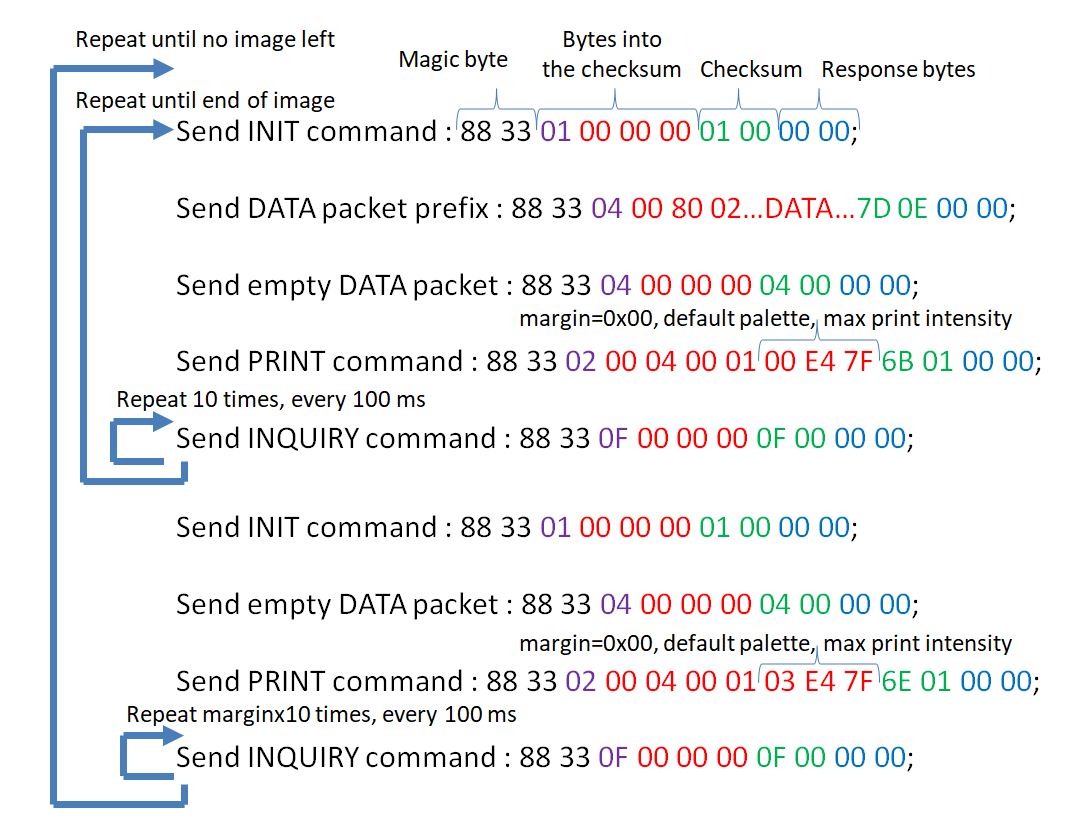 Repeat until no image left
Magic byte
Bytes into
the checksum
Checksum
Response bytes
Repeat until end of image
Send INIT command : 88 33 01 00 00 00 01 00 00 00;
Send DATA packet prefix : 88 33 04 00 80 02...DATA...7D 0E 00 00;
Send empty DATA packet : 88 33 04 00 00 00 04 00 00 00;
margin=0x00, default palette, max print intensity
Send PRINT command : 88 33 02 00 04 00 01 00 E4 7F 6B 01 00 00;
Repeat 10 times, every 100 ms
Send INQUIRY command : 88 33 0F 00 00 00 0F 00 00 00;
Send INIT command : 88 33 01 00 00 00 01 00 00 00;
Send empty DATA packet : 88 33 04 00 00 00 04 00 00 00;
margin=0x00, default palette, max print intensity
Send PRINT command : 88 33 02 00 04 00 01 03 E4 7F 6E 01 00 00;
Repeat marginx10 times, every 100 ms
Send INQUIRY command : 88 33 0F 00 00 00 0F 00 00 00;